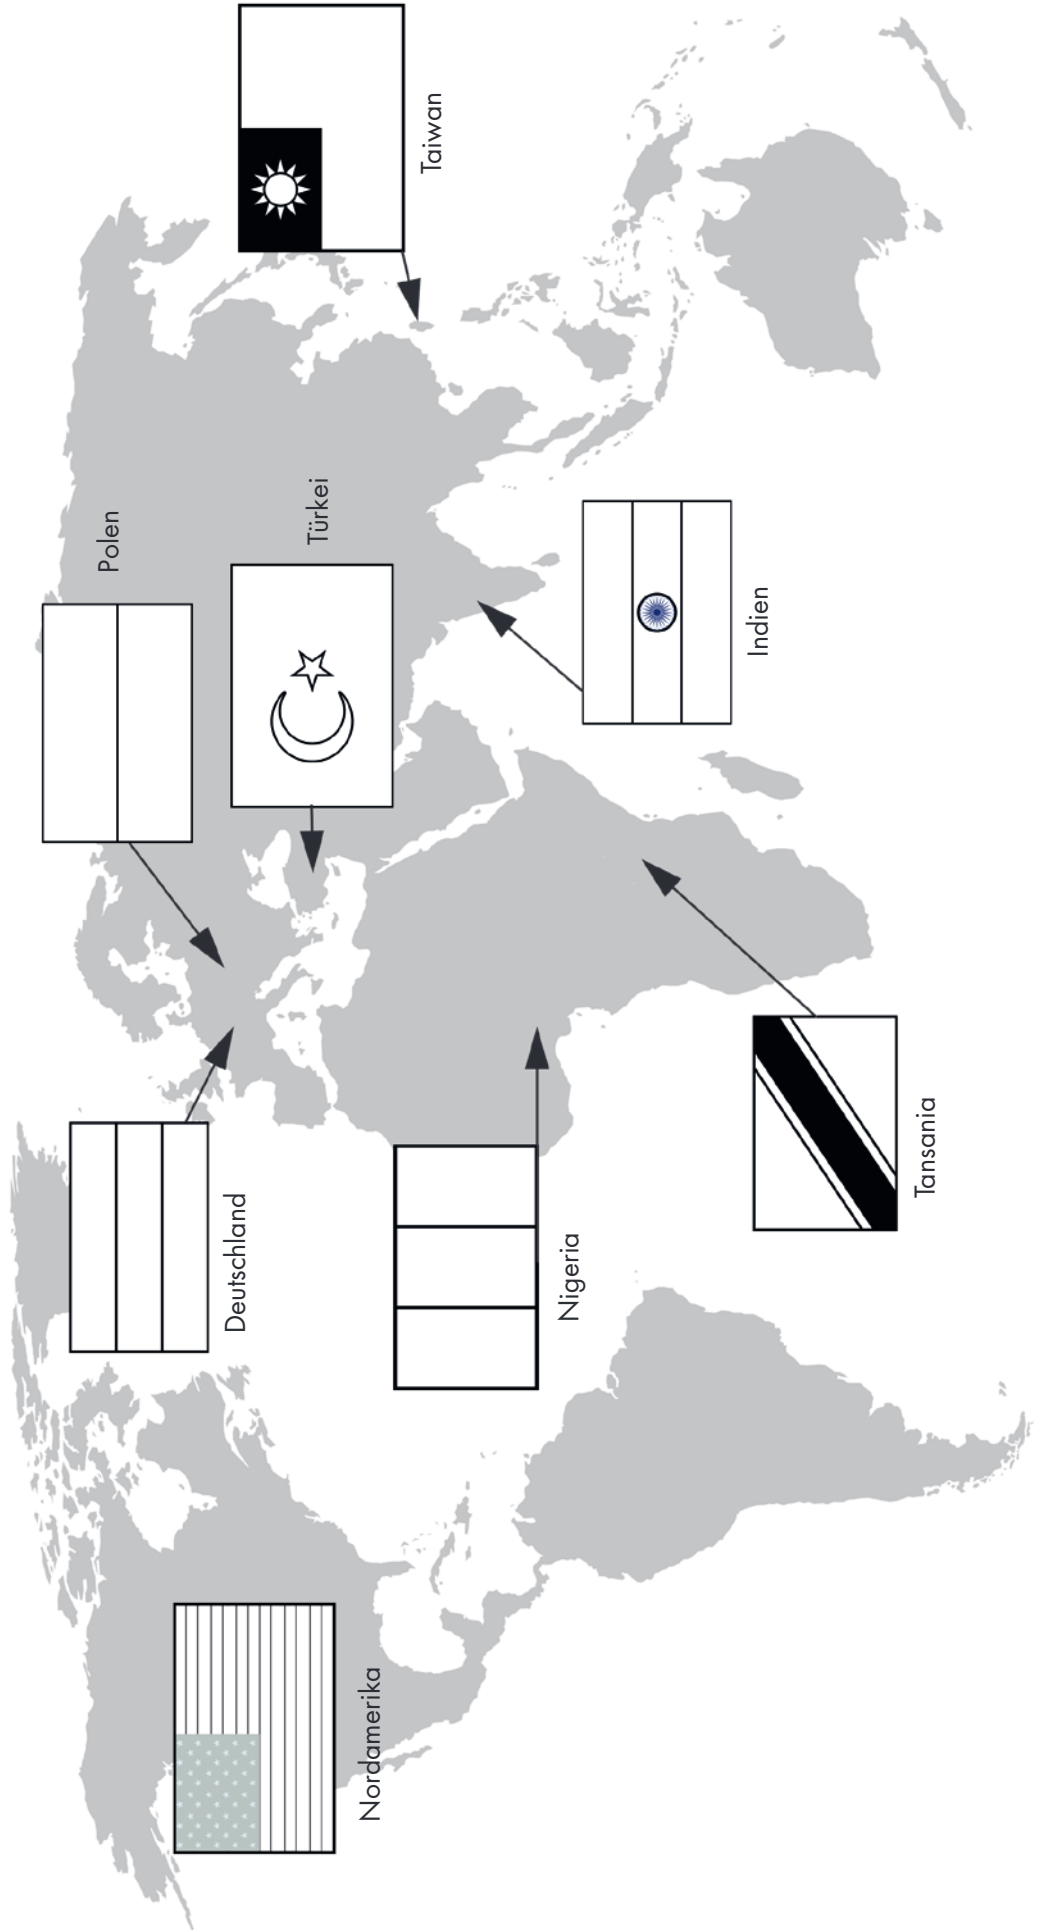 Nordamerika
Deutschland
Nigeria
Tansania
Polen
Türkei
Indien
Taiwan